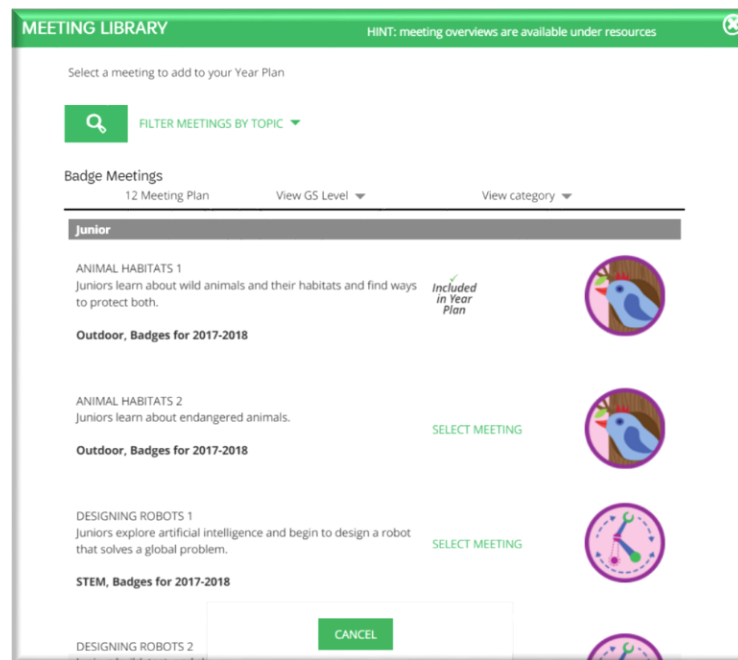 MEETING LIBRARY
HINT: meeting overviews are available under resources
Select a meeting to add to your Year Plan
FILTER MEETINGS BY TOPIC
Badge Meetings
12 Meeting Plan View GS Level View category
Junior
ANIMAL HABITATS 1
Juniors learn about wild animals and their habitats and find ways
to protect both.
Included
in Year
Plan
Outdoor, Badges for 2017-2018
ANIMAL HABITATS 2
Juniors learn about endangered animals.
SELECT MEETING
Outdoor, Badges for 2017-2018
DESIGNING ROBOTS 1
Juniors explore artificial intelligence and begin to design a robot
that solves a global problem.
SELECT MEETING
STEM, Badges for 2017-2018
CANCEL
DESIGNING ROBOTS 2